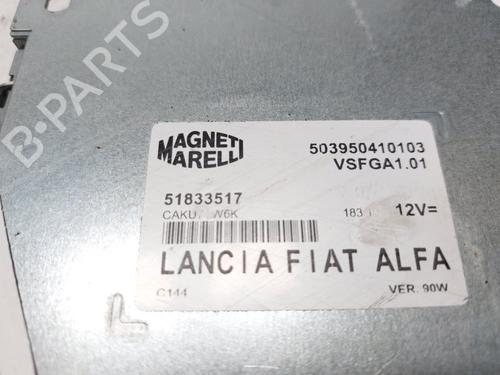 B-PARTS
MAGNETI MARELLI
503950410103
VSFGA1.01
51833517
12V=
LANCIA FIAT ALFA
C144
VER. 90W